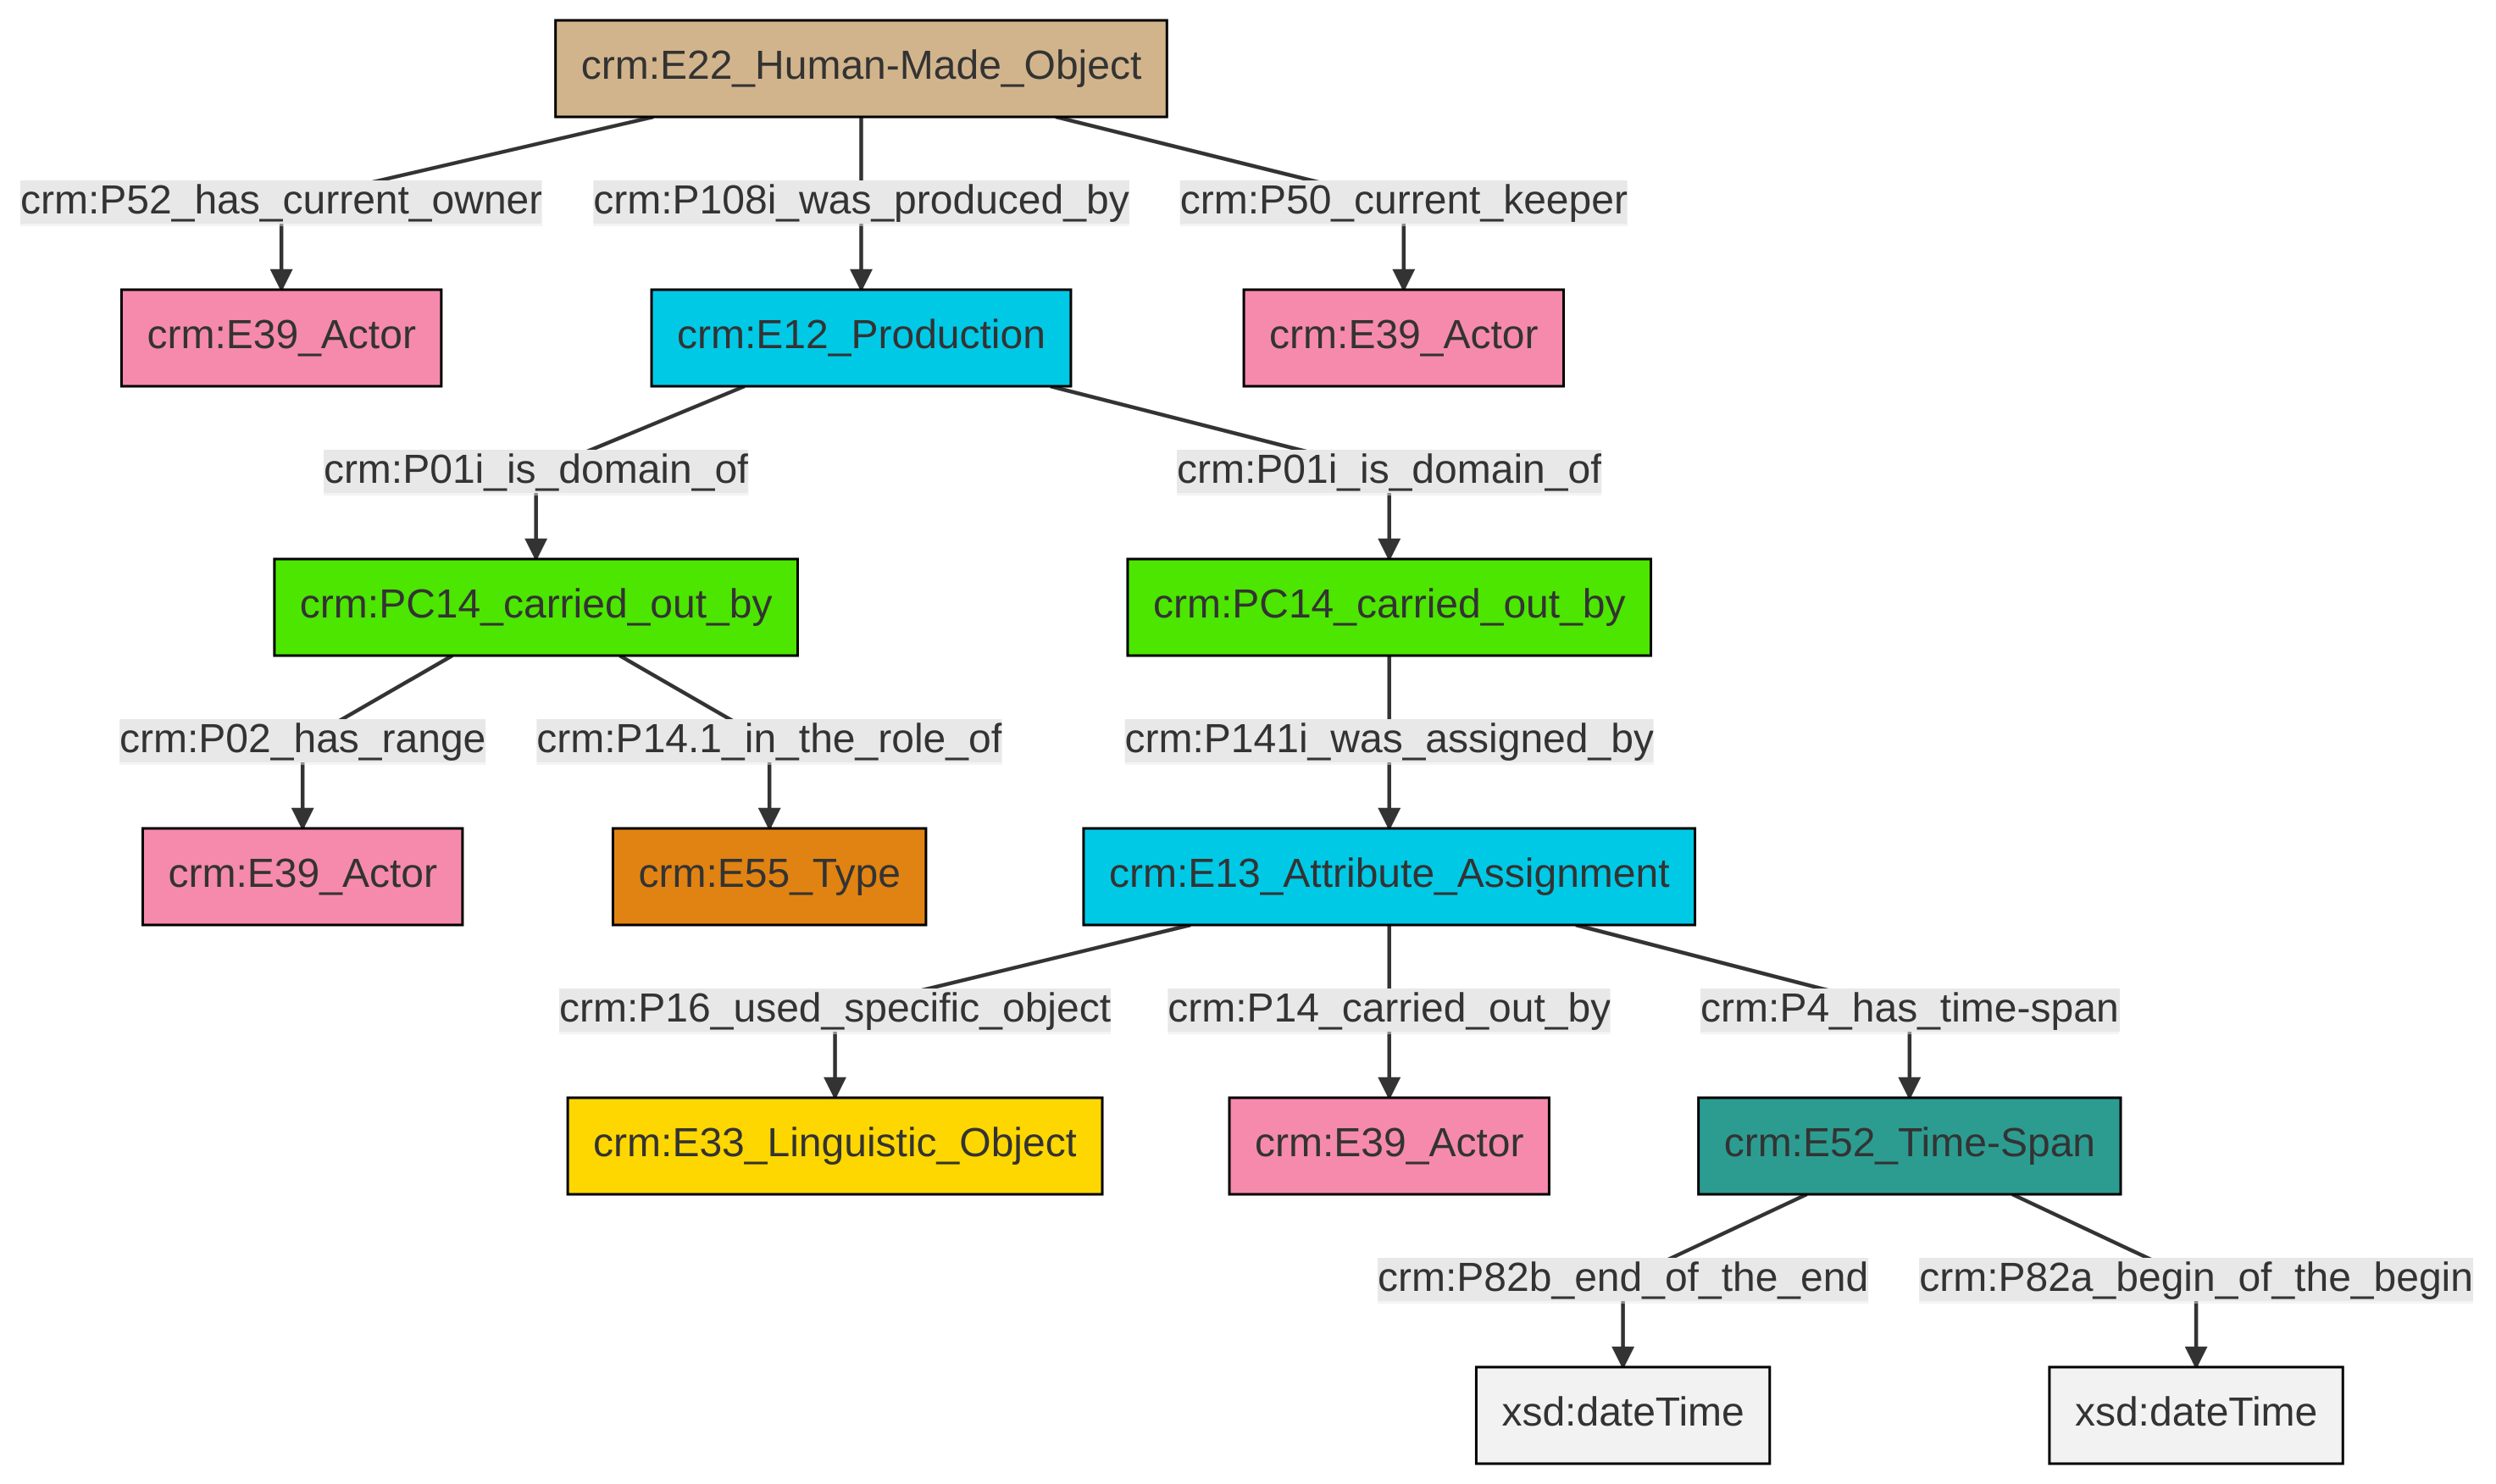 crm:E22_Human-Made_Object
crm:P52_has_current_owner
crm:P108i_was_produced_by
crm:P50_current_keeper
crm:E39_Actor
crm:E12_Production
crm:E39_Actor
crm:P01i_is_domain_of
crm:P01i_is_domain_of
crm:PC14_carried_out_by
crm:PC14_carried_out_by
crm:P02_has_range
crm:P14.1_in_the_role_of
crm:P141i_was_assigned_by
crm:E39_Actor
crm:E55_Type
crm:E13_Attribute_Assignment
crm:P16_used_specific_object
crm:P14_carried_out_by
crm:P4_has_time-span
crm:E33_Linguistic_Object
crm:E39_Actor
crm:E52_Time-Span
crm:P82b_end_of_the_end
crm:P82a_begin_of_the_begin
xsd:dateTime
xsd:dateTime